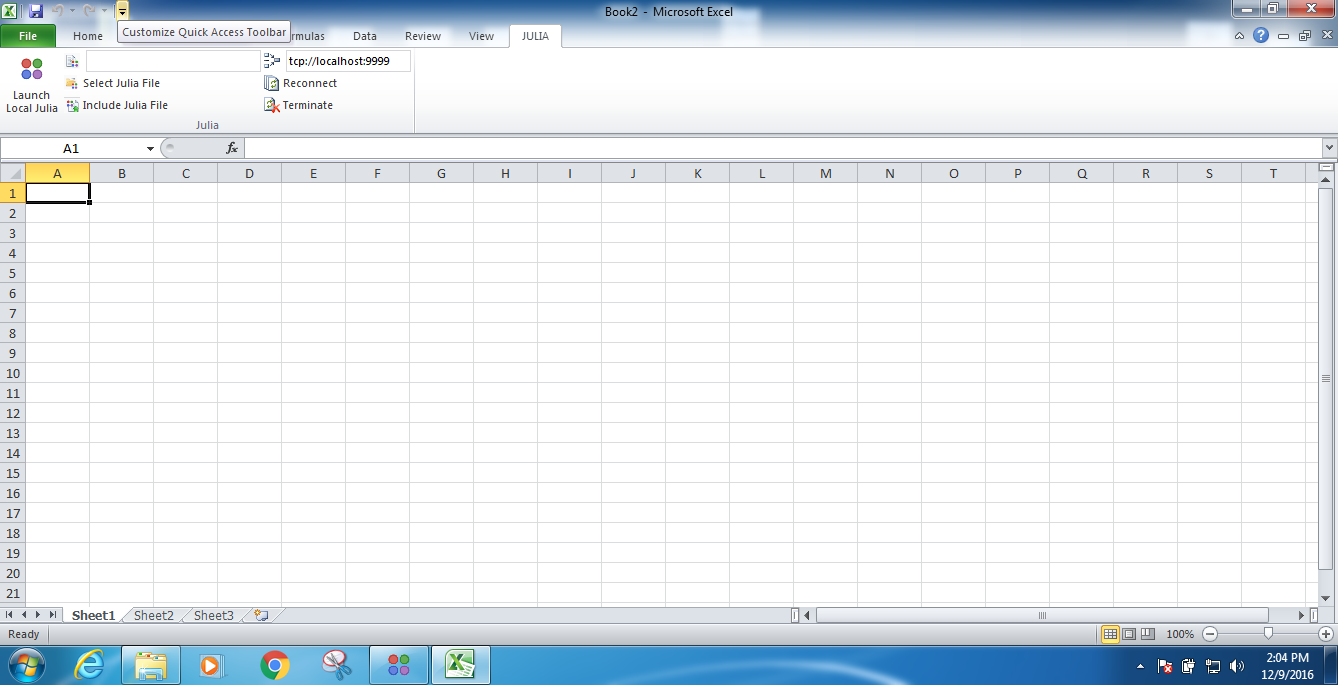 Book2 - Microsoft Excel
Customize Quick Access Toolbar
File Home rmulas Data Review View JULIA
tcp://localhost:9999
Launch
Local Julia
Select Julia File
Reconnect
Include Julia File
Terminate
Julia
A1 fx
A B C D E F G H I J K L M N O P Q R S T
1
2
3
4
5
6
7
8
9
10
11
12
13
14
15
16
17
18
19
20
21
Sheet1 Sheet2 Sheet3
Ready 100%
2:04 PM
12/9/2016